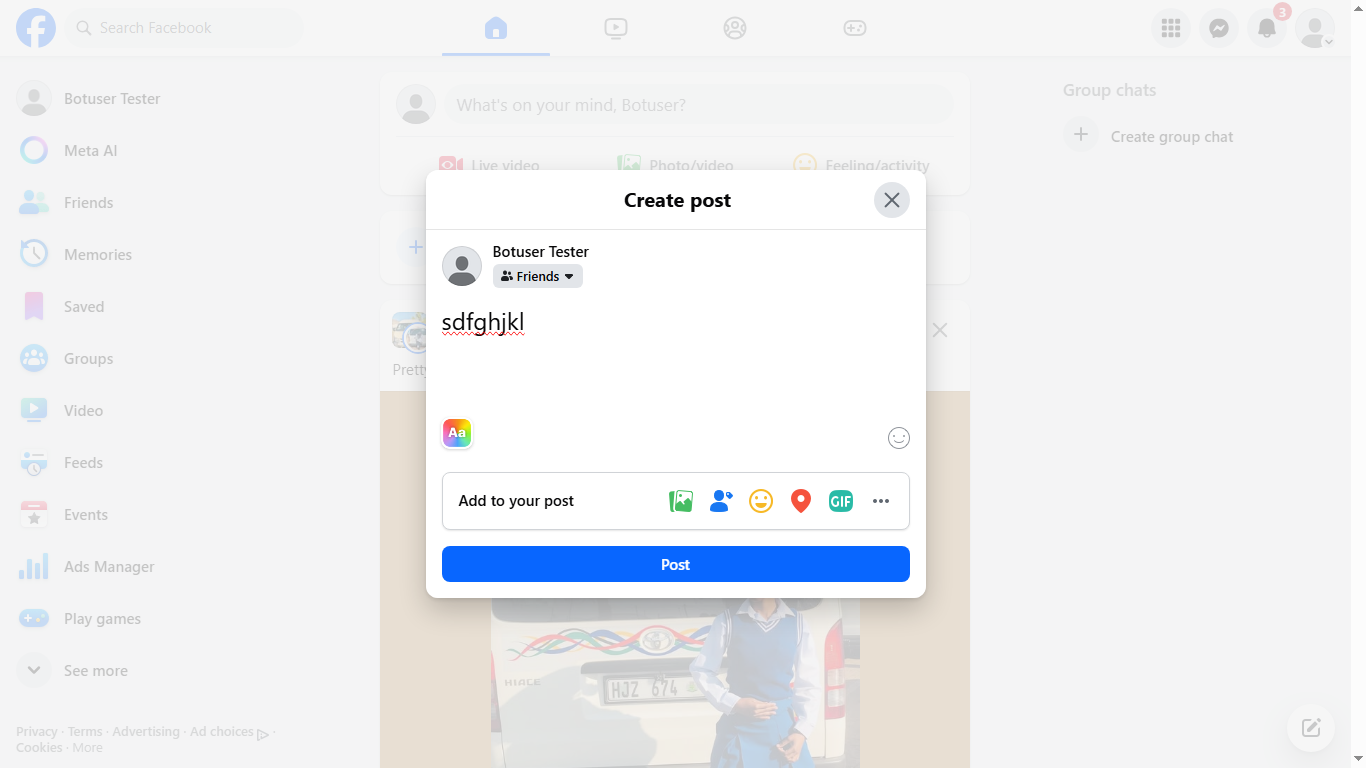 Search Facebook
3
Botuser Tester
Meta AI
Friends
Memories
Saved
Groups
Video
Feeds
Events
Ads Manager
Play games
See more
Privacy · Terms · Advertising · Ad choices ·
Cookies · More
What's on your mind, Botuser?
Live video
Photo/video
Feeling/activity
Create post
Botuser Tester
Friends
sdfghjkl
Aa
Add to your post
GIF
Post
Pretty
HIACE
HJZ 674
Group chats
Create group chat